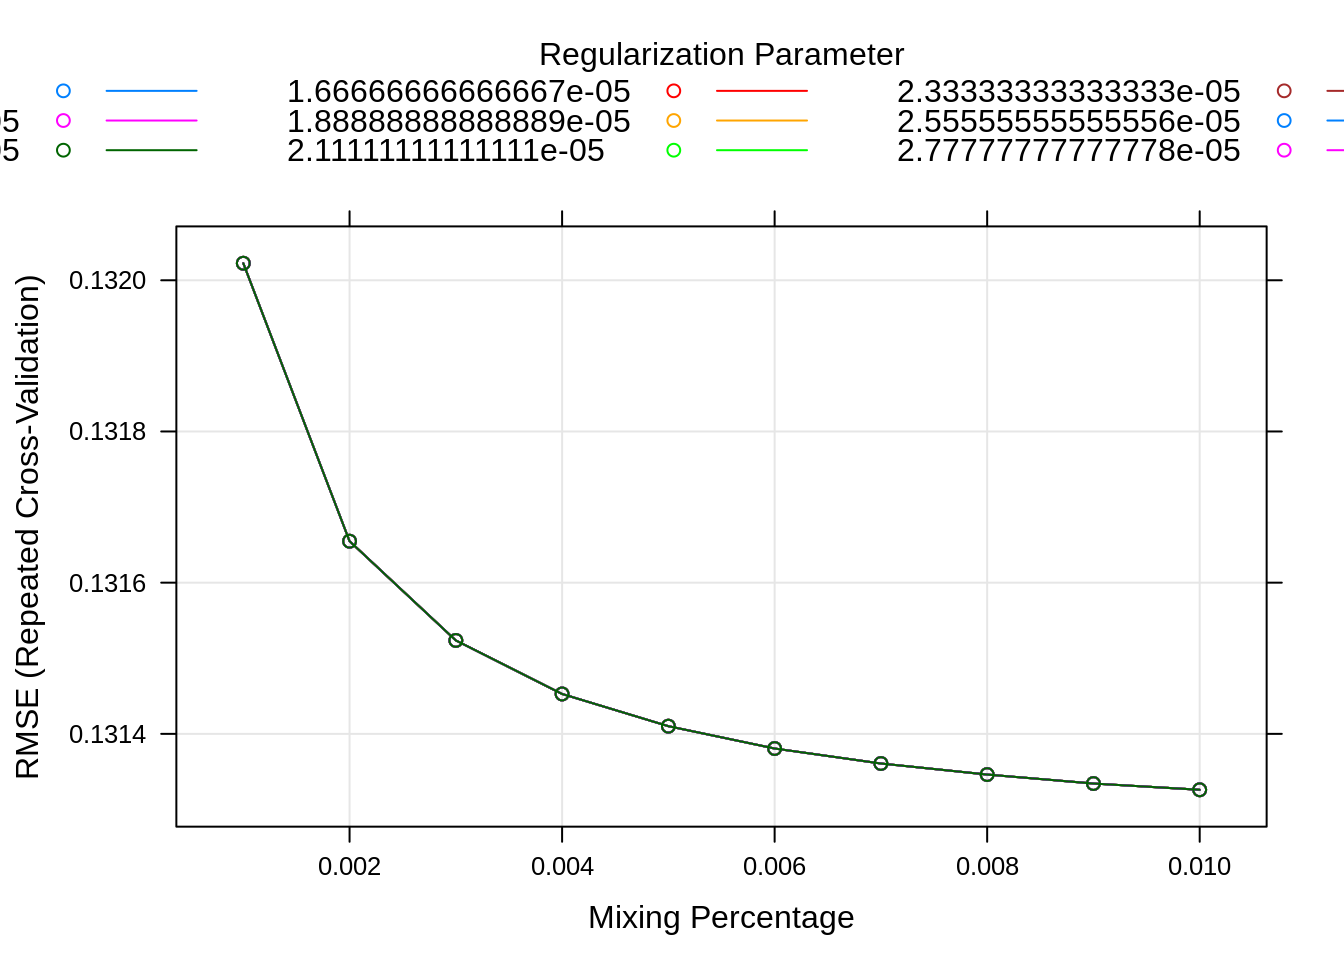 Regularization Parameter
1.66666666666667e-05 2.33333333333333e-05
05 1.88888888888889e-05 2.55555555555556e-05
05 2.11111111111111e-05 2.77777777777778e-05
0.1320
0.1318
0.1316
0.1314
RMSE (Repeated Cross-Validation)
0.002 0.004 0.006 0.008 0.010
Mixing Percentage